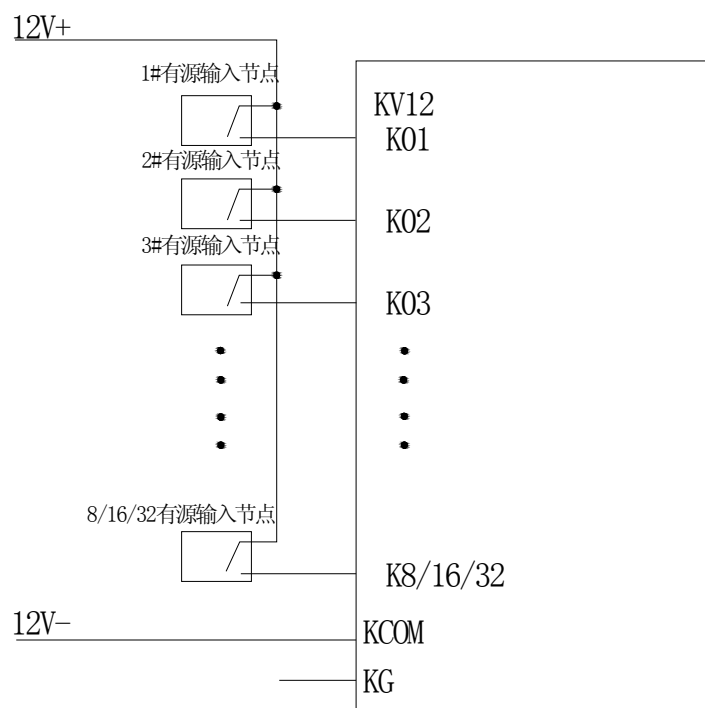 12V+
1#有源输入节点
KV12
K01
2#有源输入节点
K02
3#有源输入节点
K03
8/16/32有源输入节点
K8/16/32
12V-
KCOM
KG